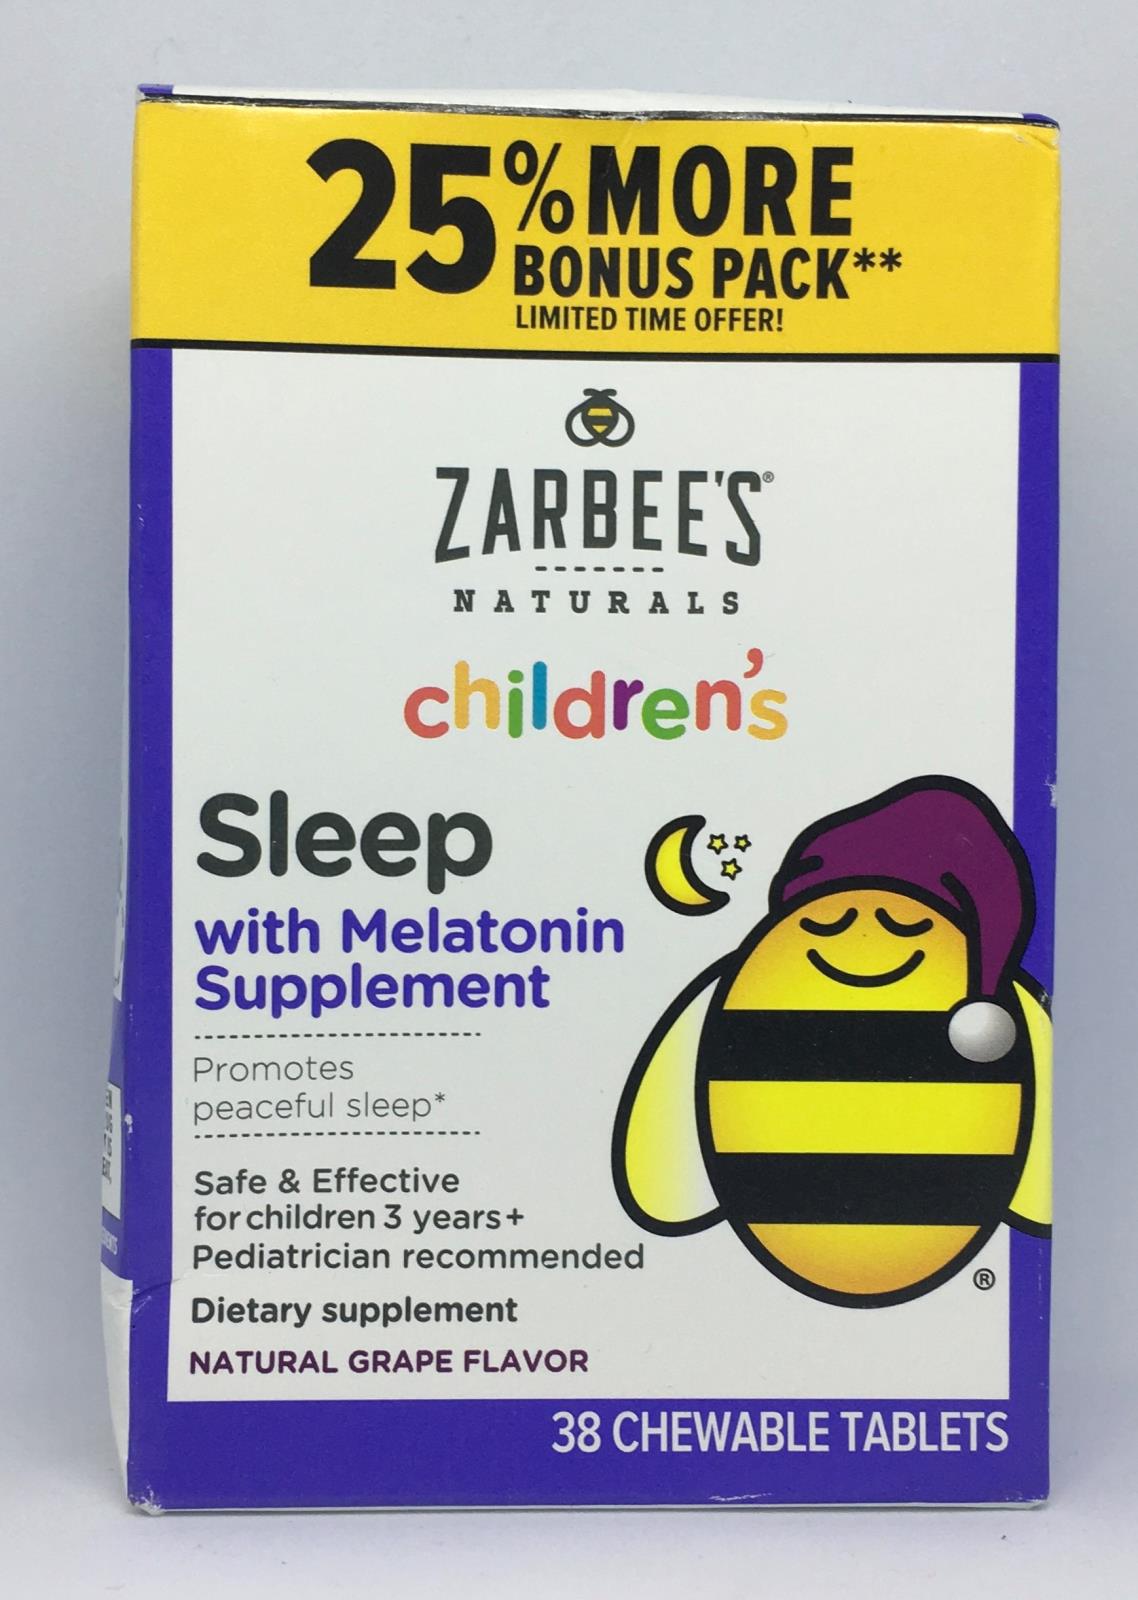 25% MORE
BONUS PACK**
LIMITED TIME OFFER!
ZARBEE'S®
NATURALS
children's
Sleep
with Melatonin
Supplement
Promotes
peaceful sleep*
Safe & Effective
for children 3 years+
Pediatrician recommended
Dietary supplement
NATURAL GRAPE FLAVOR
®
38 CHEWABLE TABLETS